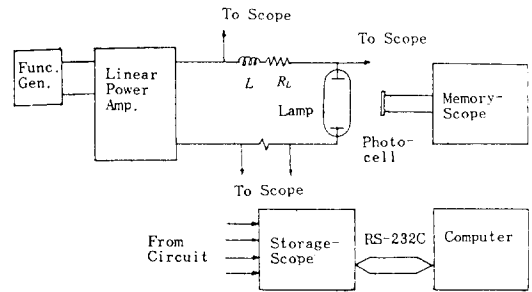 To Scope
Func.
Gen.
Linear
Power
Amp.
L
R_L
To Scope
Lamp
Memory-
Scope
Photo-
cell
To Scope
From
Circuit
Storage-
Scope
RS-232C
Computer